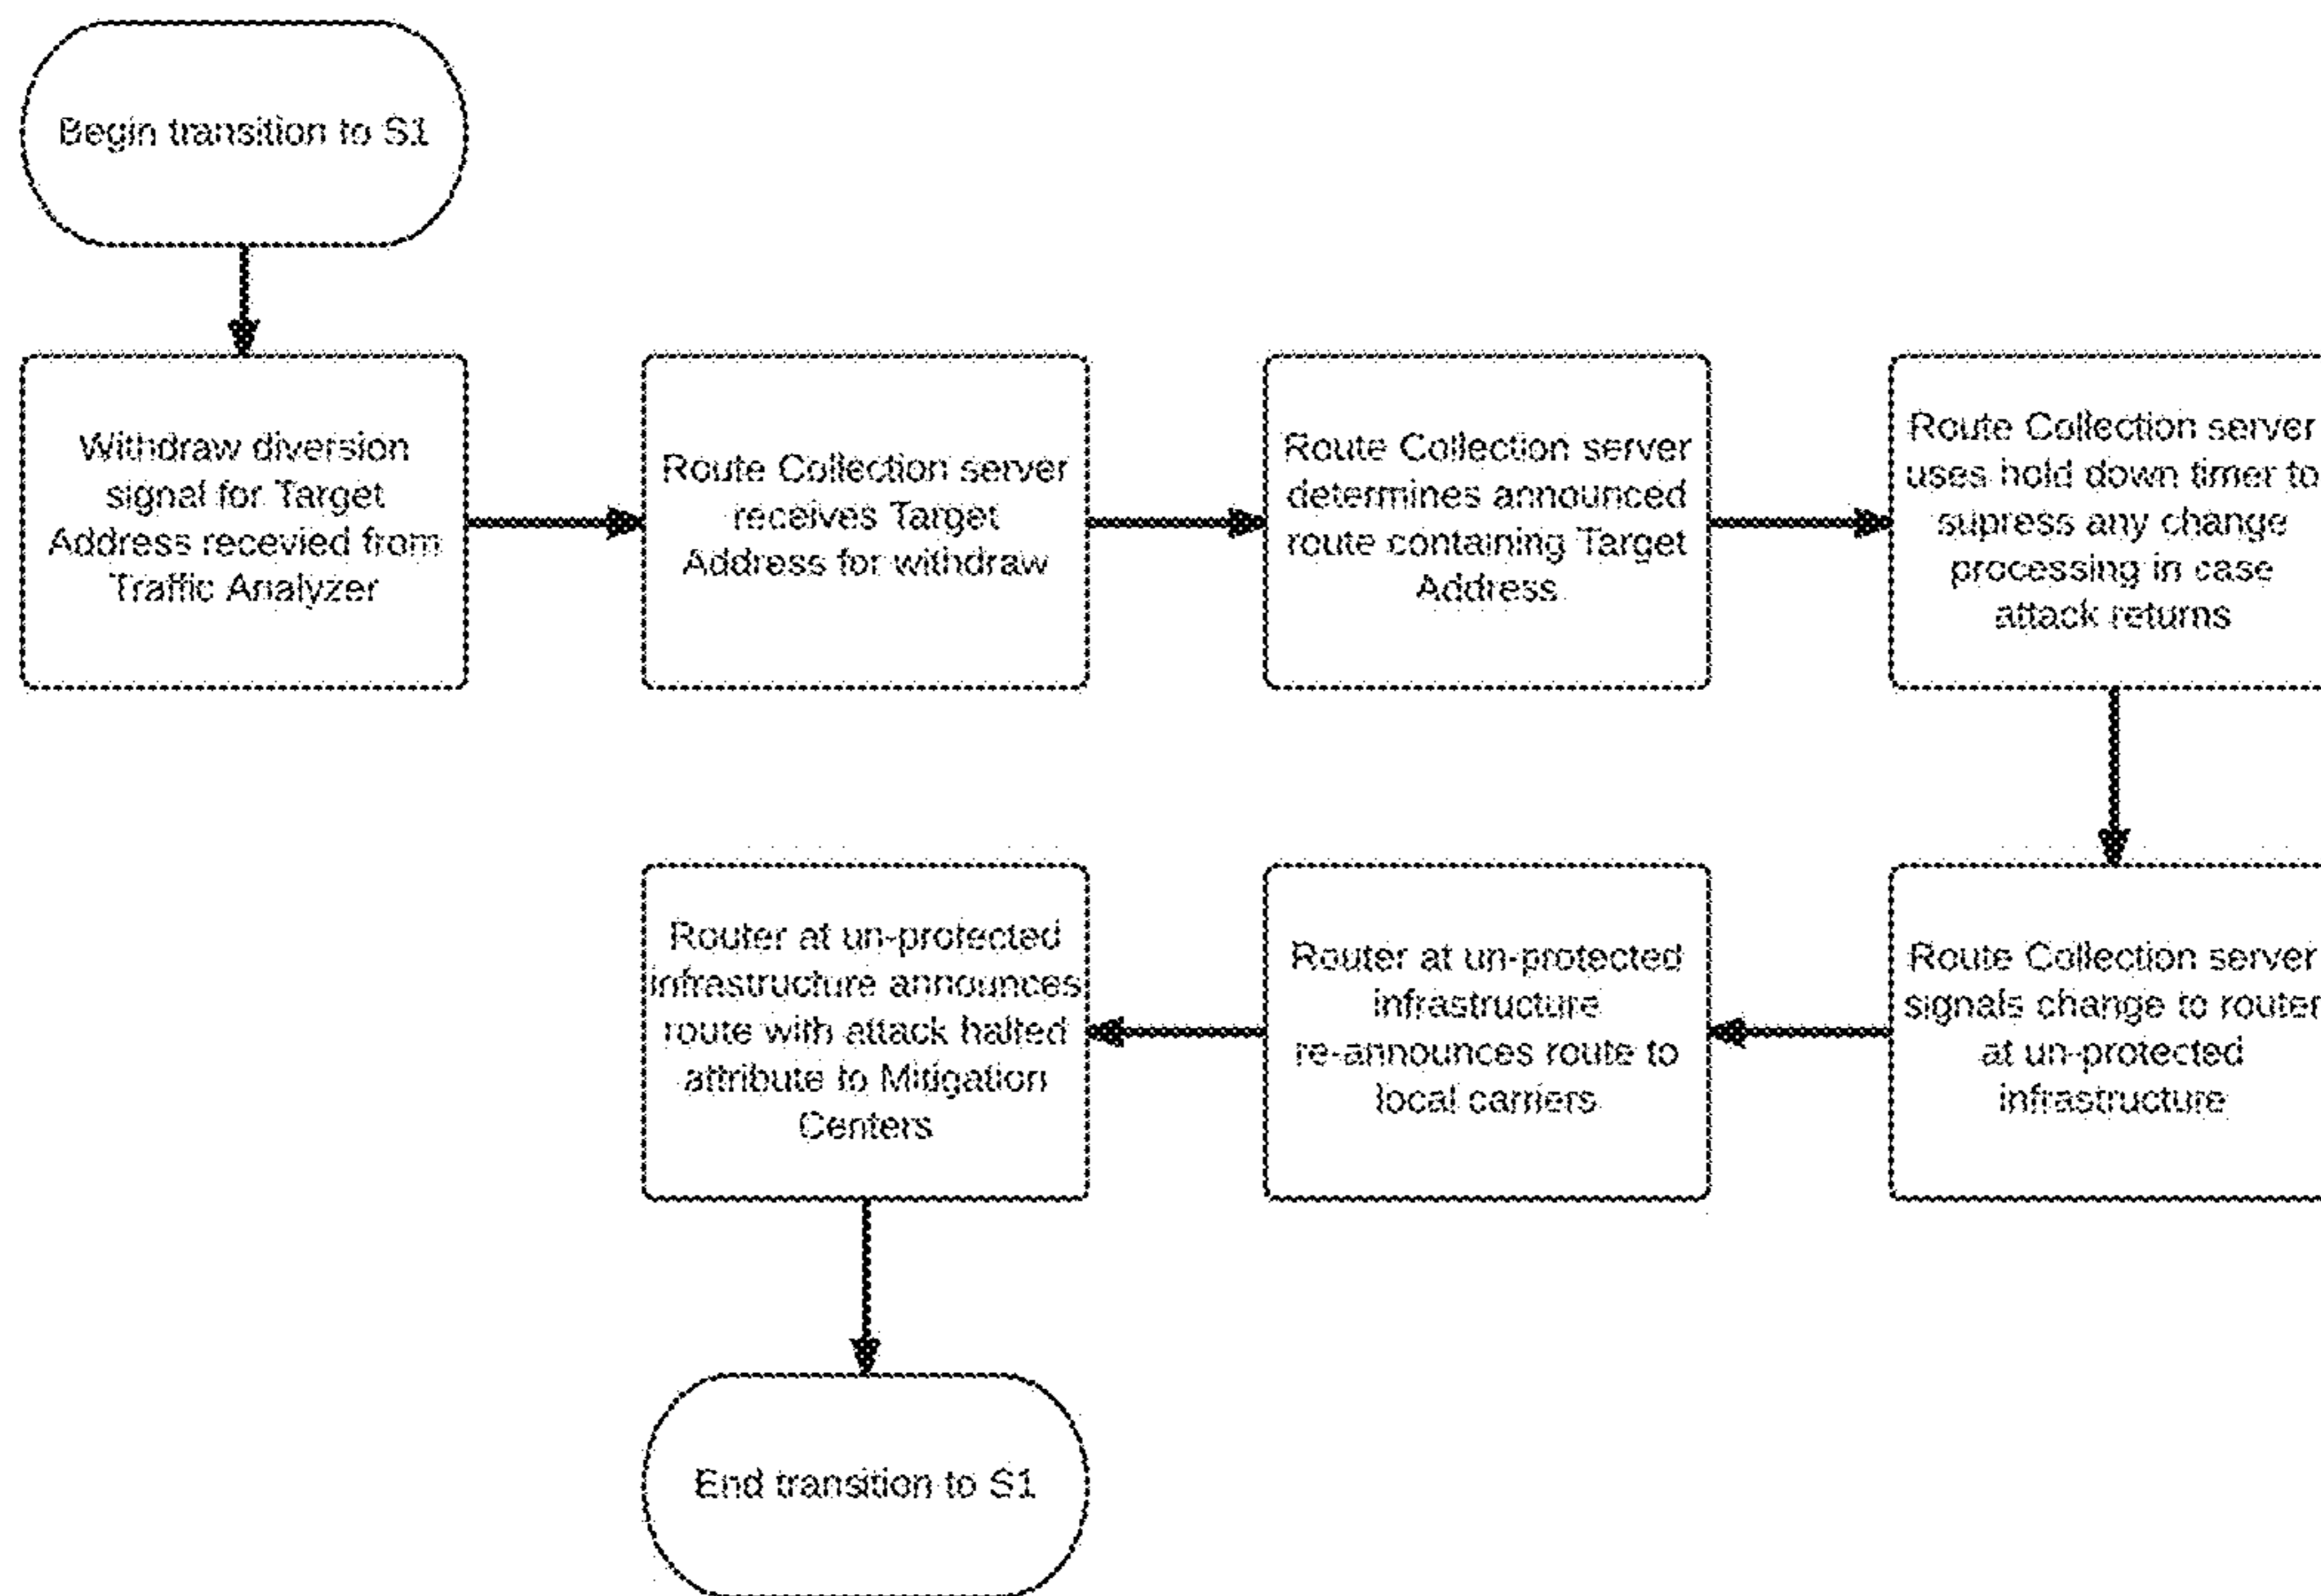 Begin transition to S1
Withdraw diversion
signal for Target
Address recevied from
Traffic Analyzer
Route Collection server
receives Target
Address for withdraw
Route Collection server
determines announced
route containing Target
Address
Route Collection server
uses hold down timer to
supress any change
processing in case
attack returns
Route Collection server
signals change to router
at un-protected
infrastructure
Router at un-protected
infrastructure
re-announces route to
local carriers
Router at un-protected
infrastructure announces
route with attack halted
attribute to Mitigation
Centers
End transition to S1